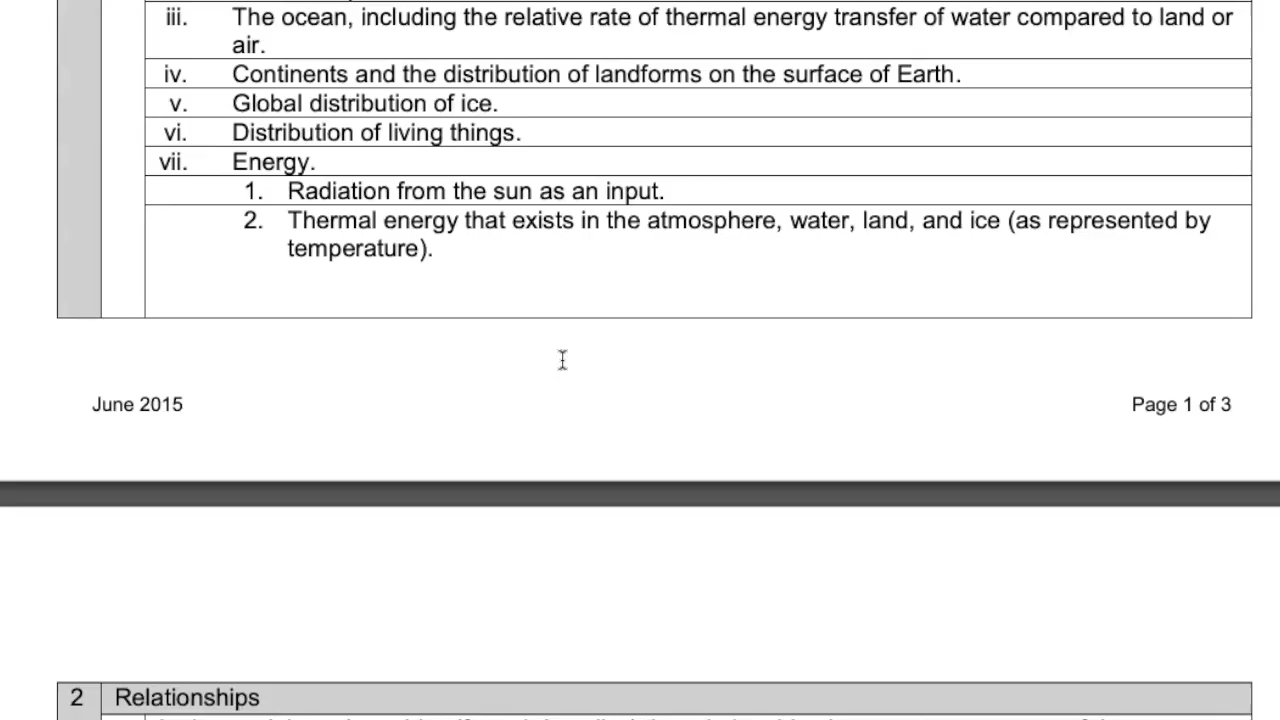 iii. The ocean, including the relative rate of thermal energy transfer of water compared to land or
air.
iv. Continents and the distribution of landforms on the surface of Earth.
v. Global distribution of ice.
vi. Distribution of living things.
vii. Energy.
1. Radiation from the sun as an input.
2. Thermal energy that exists in the atmosphere, water, land, and ice (as represented by
temperature).
June 2015
Page 1 of 3
2 Relationships